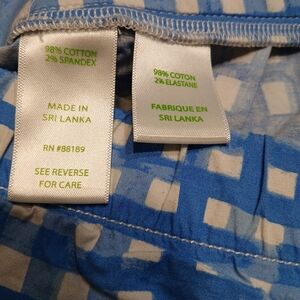 98% COTTON
2% SPANDEX
MADE IN
SRI LANKA
RN #88189
SEE REVERSE
FOR CARE
98% COTON
2% ELASTANE
FABRIQUE EN
SRI LANKA